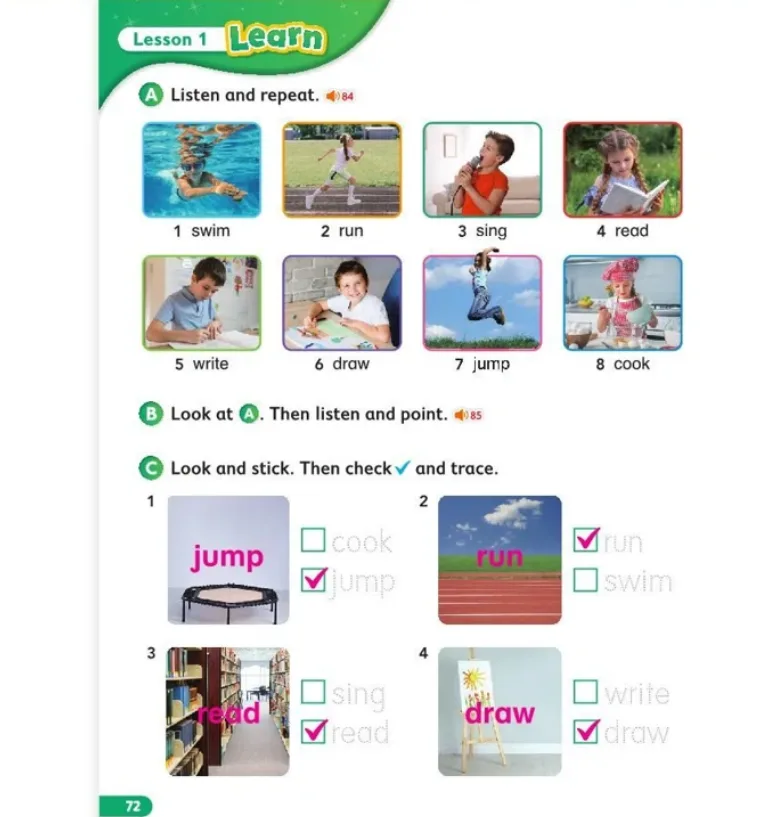 Lesson 1 Learn
A Listen and repeat. 84
1 swim 2 run 3 sing 4 read
5 write 6 draw 7 jump 8 cook
B Look at A. Then listen and point. 85
C Look and stick. Then check ✓ and trace.
1 2
jump cook run run
jump swim
3 4
read sing draw write
read draw
72